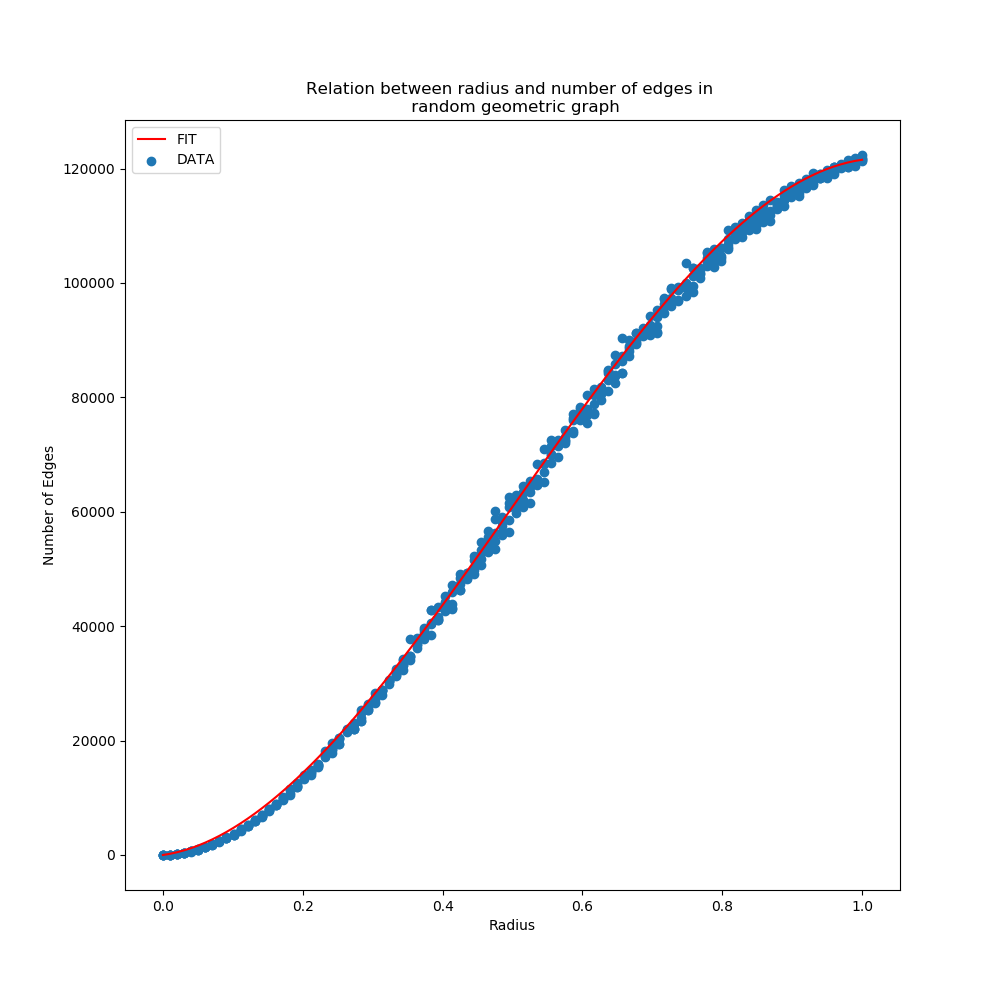 Relation between radius and number of edges in
random geometric graph
FIT
DATA
120000
100000
80000
60000
40000
20000
0
Number of Edges
0.0 0.2 0.4 0.6 0.8 1.0
Radius